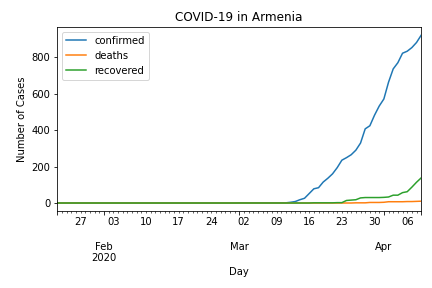 COVID-19 in Armenia
confirmed
deaths
recovered
Number of Cases
800
600
400
200
0
27 03 10 17 24 02 09 16 23 30 06
Feb Mar Apr
2020
Day